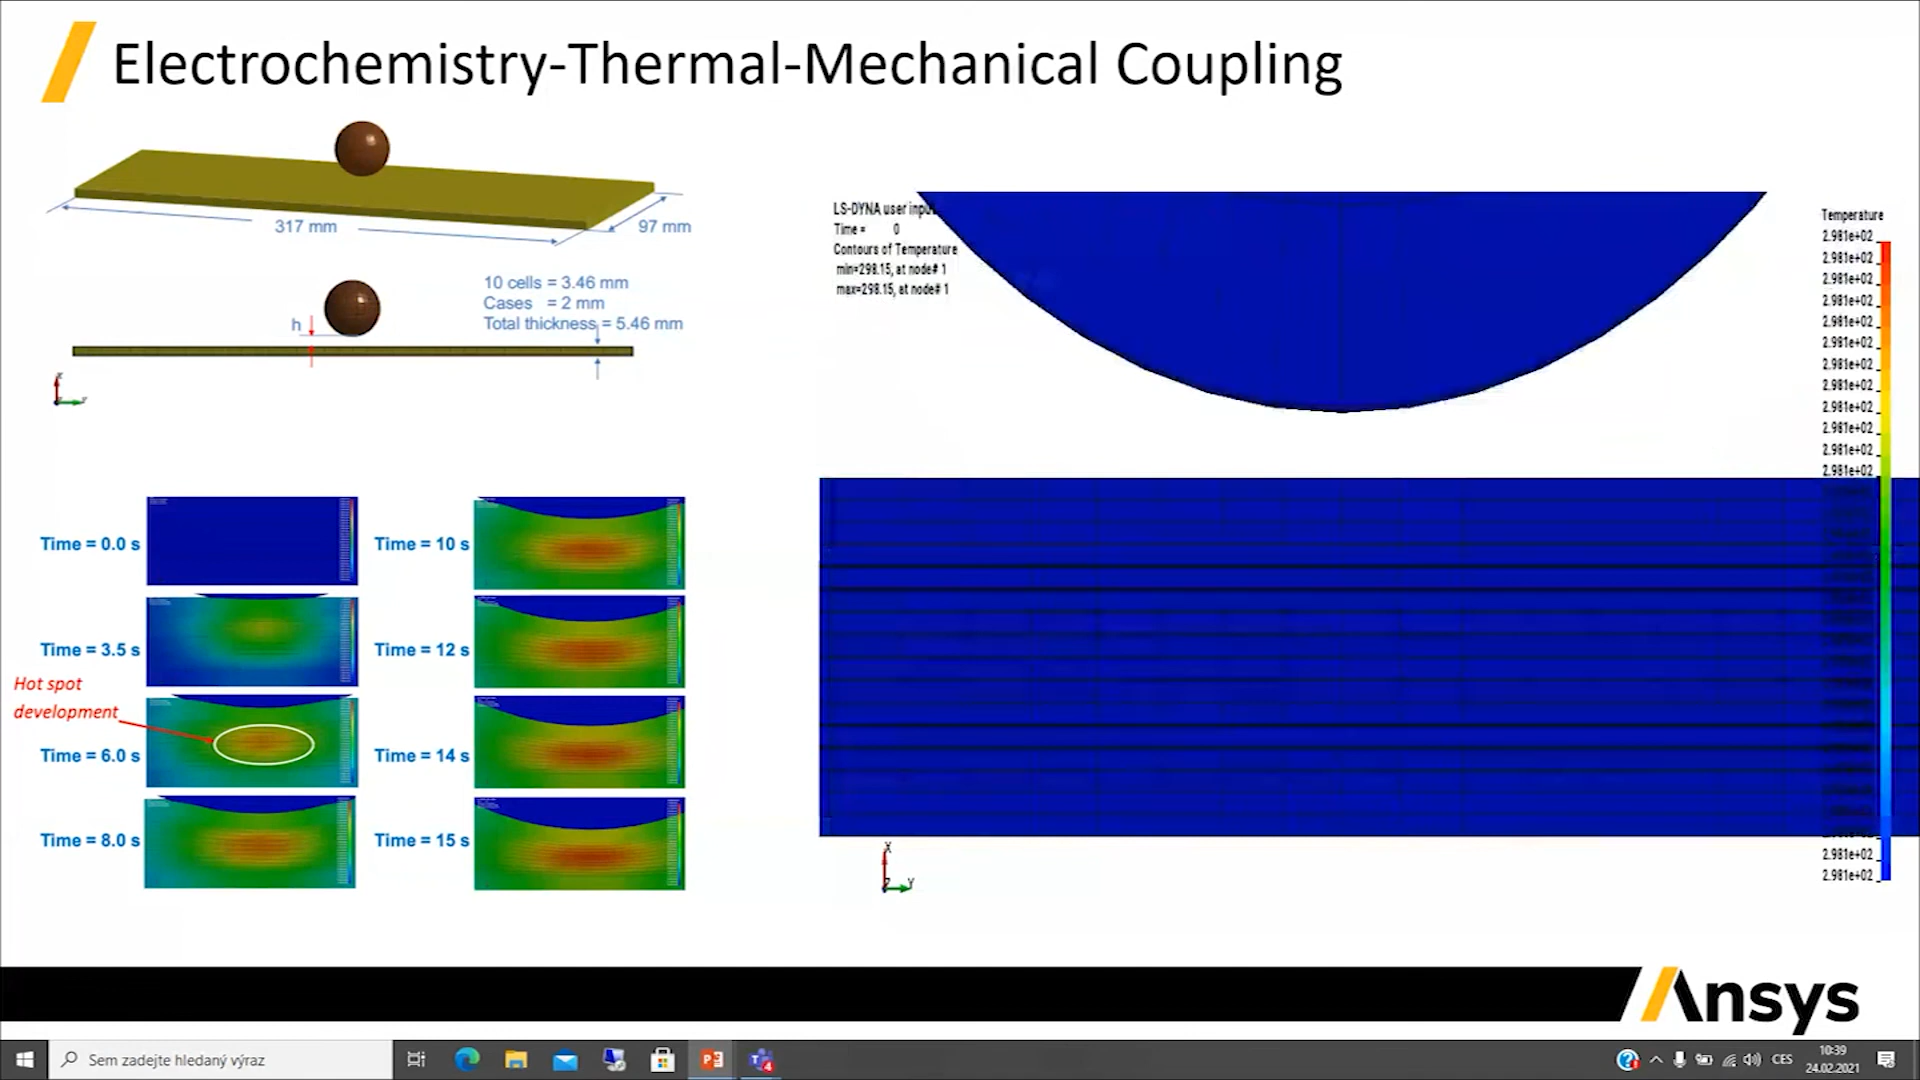 Electrochemistry-Thermal-Mechanical Coupling
317 mm
97 mm
10 cells = 3.46 mm
Cases = 2 mm
Total thickness = 5.46 mm
h
LS-DYNA user inpu
Time = 0
Contours of Temperature
min=298.15, at node# 1
max=298.15, at node# 1
Temperature
2.981e+02
2.981e+02
2.981e+02
2.981e+02
2.981e+02
2.981e+02
2.981e+02
2.981e+02
2.981e+02
2.981e+02
2.981e+02
2.981e+02
2.981e+02
2.981e+02
X
Z Y
Time = 0.0 s
Time = 3.5 s
Hot spot
development
Time = 6.0 s
Time = 8.0 s
Time = 10 s
Time = 12 s
Time = 14 s
Time = 15 s
Ansys
Sem zadejte hledaný výraz
4
CES
10:39
24.02.2021